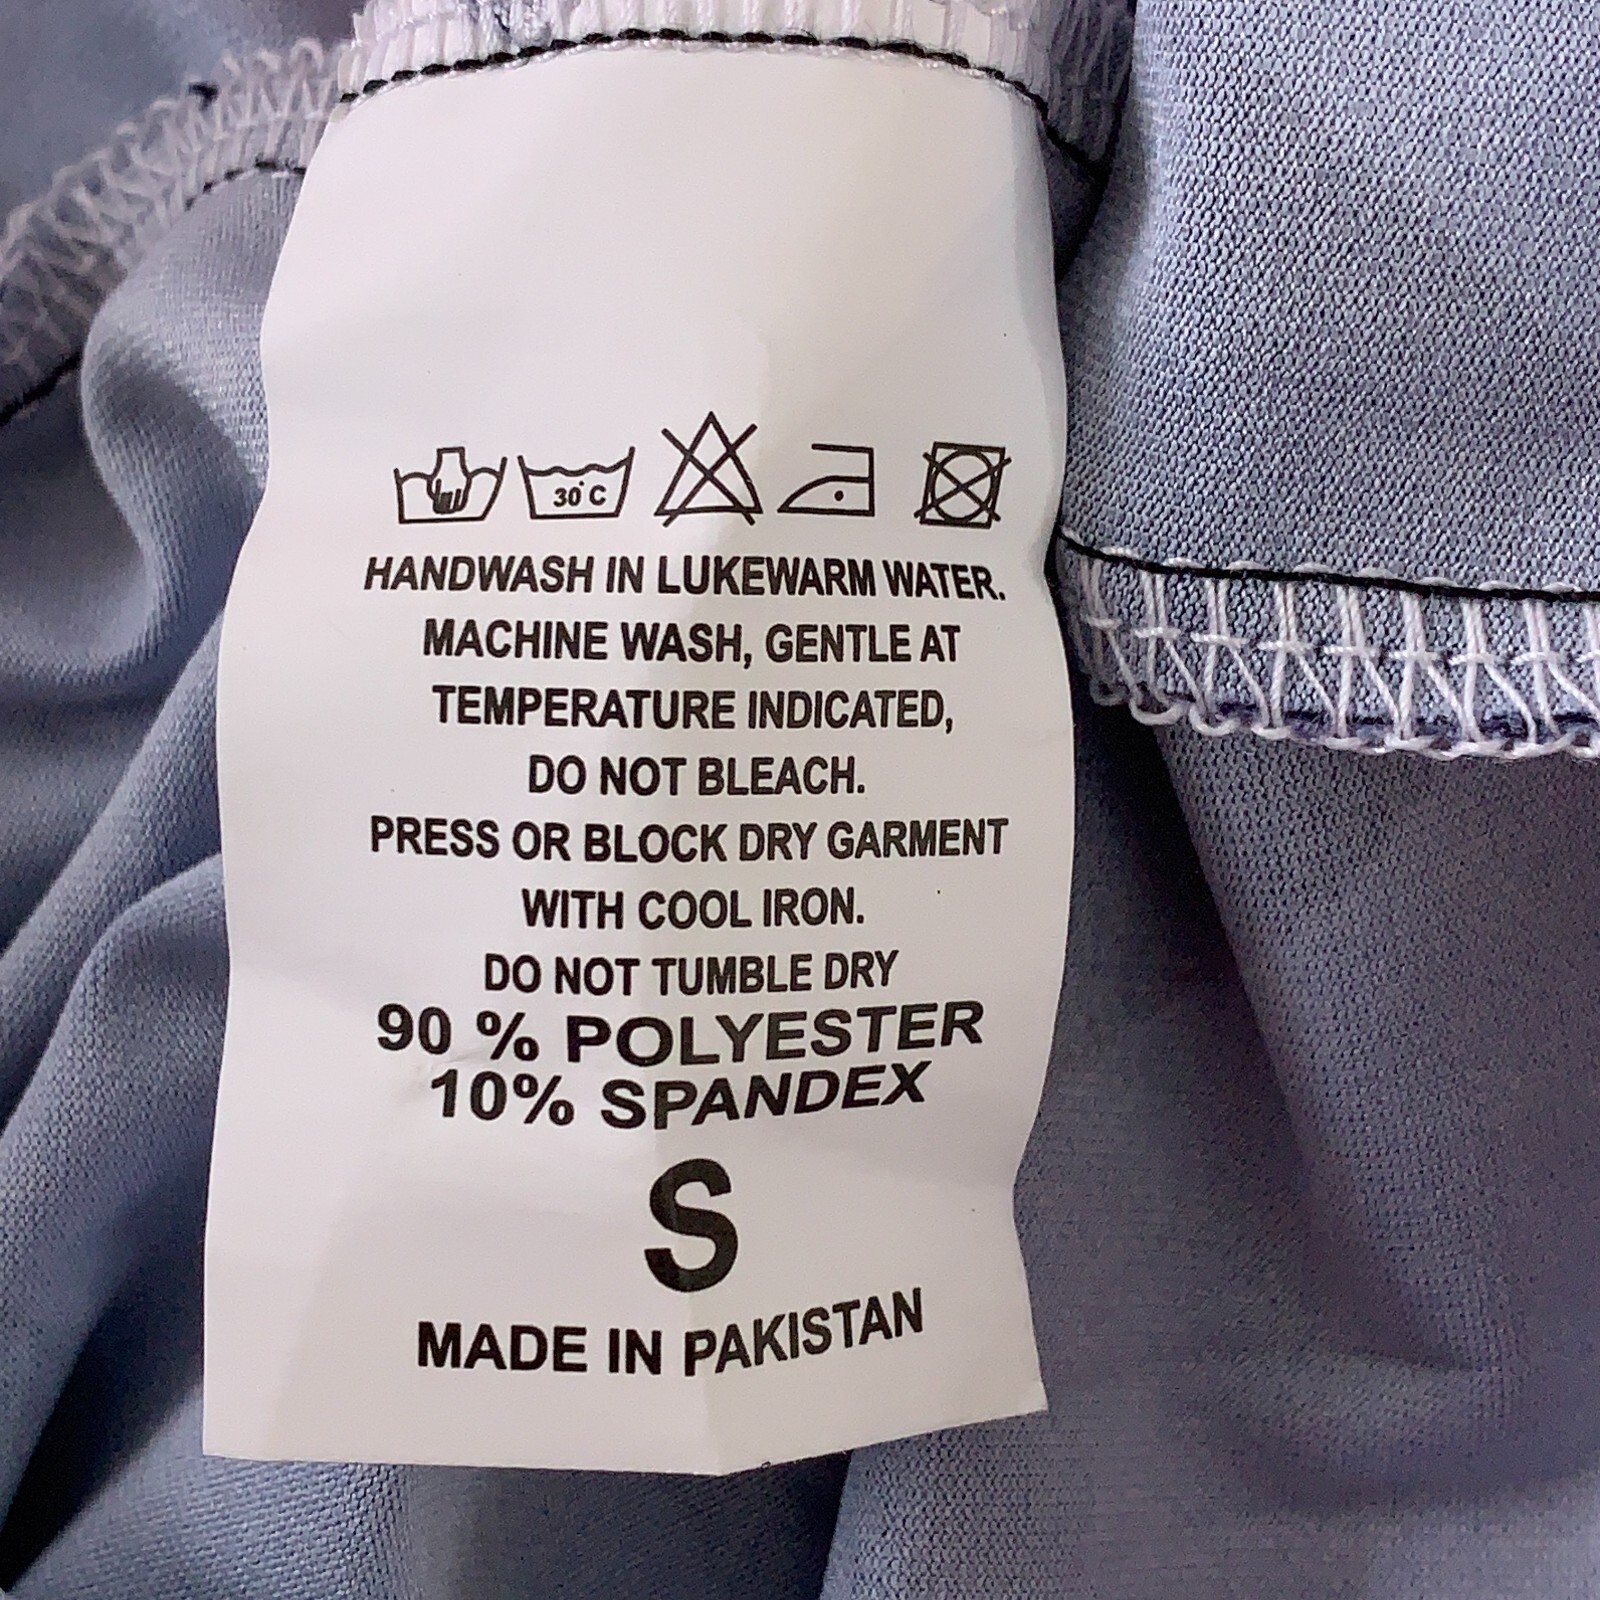 30°C
HANDWASH IN LUKEWARM WATER.
MACHINE WASH, GENTLE AT
TEMPERATURE INDICATED,
DO NOT BLEACH.
PRESS OR BLOCK DRY GARMENT
WITH COOL IRON.
DO NOT TUMBLE DRY
90 % POLYESTER
10% SPANDEX
S
MADE IN PAKISTAN